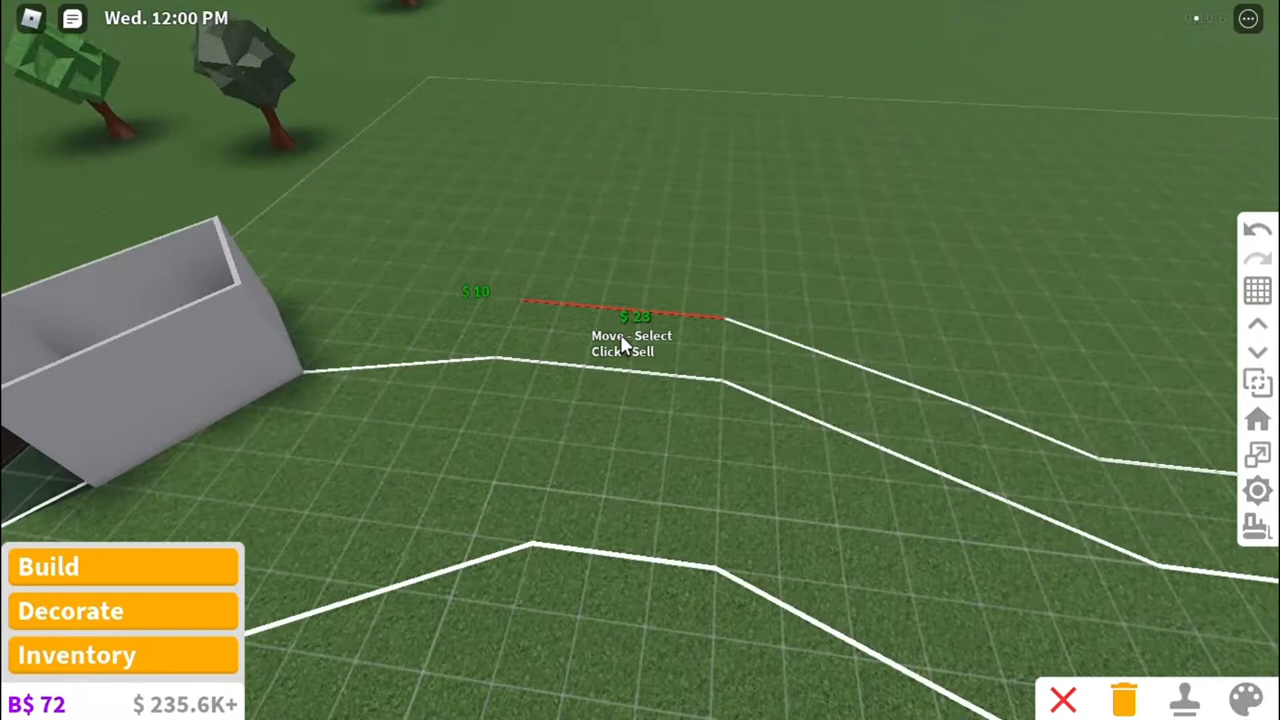 Wed. 12:00 PM
$ 10
$ 23
Move - Select
Click - Sell
Build
Decorate
Inventory
B$ 72
$ 235.6K+